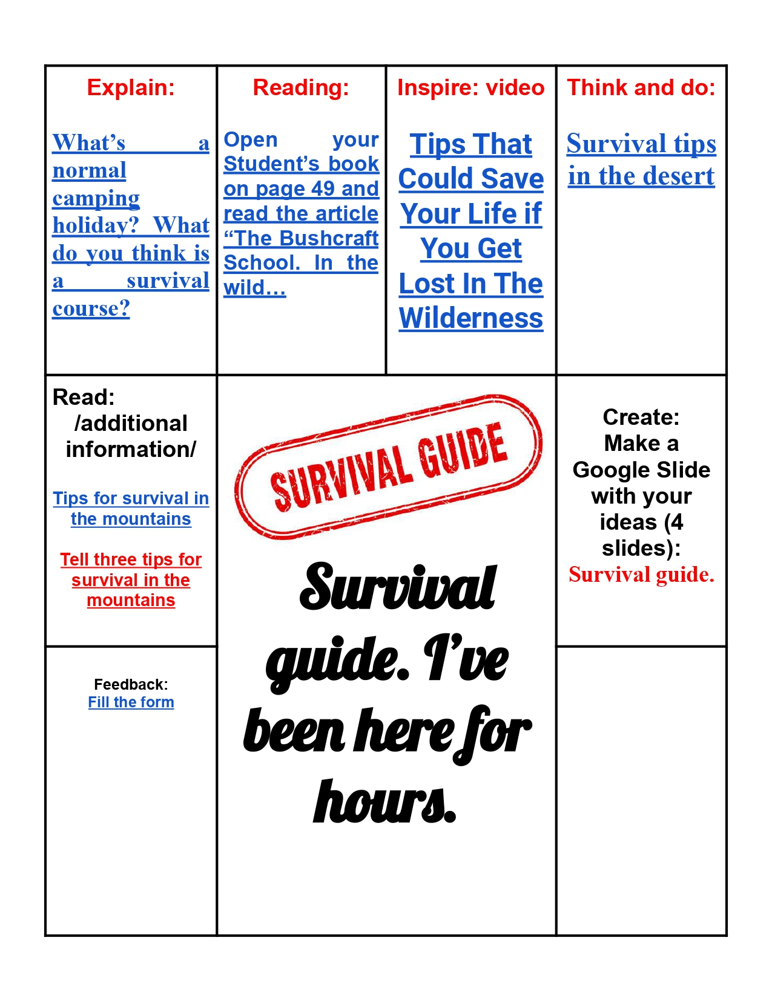 Explain:
What’s a
normal
camping
holiday? What
do you think is
a survival
course?
Reading:
Open your
Student’s book
on page 49 and
read the article
“The Bushcraft
School. In the
wild…
Inspire: video
Tips That
Could Save
Your Life if
You Get
Lost In The
Wilderness
Think and do:
Survival tips
in the desert
Read:
/additional
information/
Tips for survival in
the mountains
Tell three tips for
survival in the
mountains
SURVIVAL GUIDE
Survival
guide. I’ve
been here for
hours.
Create:
Make a
Google Slide
with your
ideas (4
slides):
Survival guide.
Feedback:
Fill the form